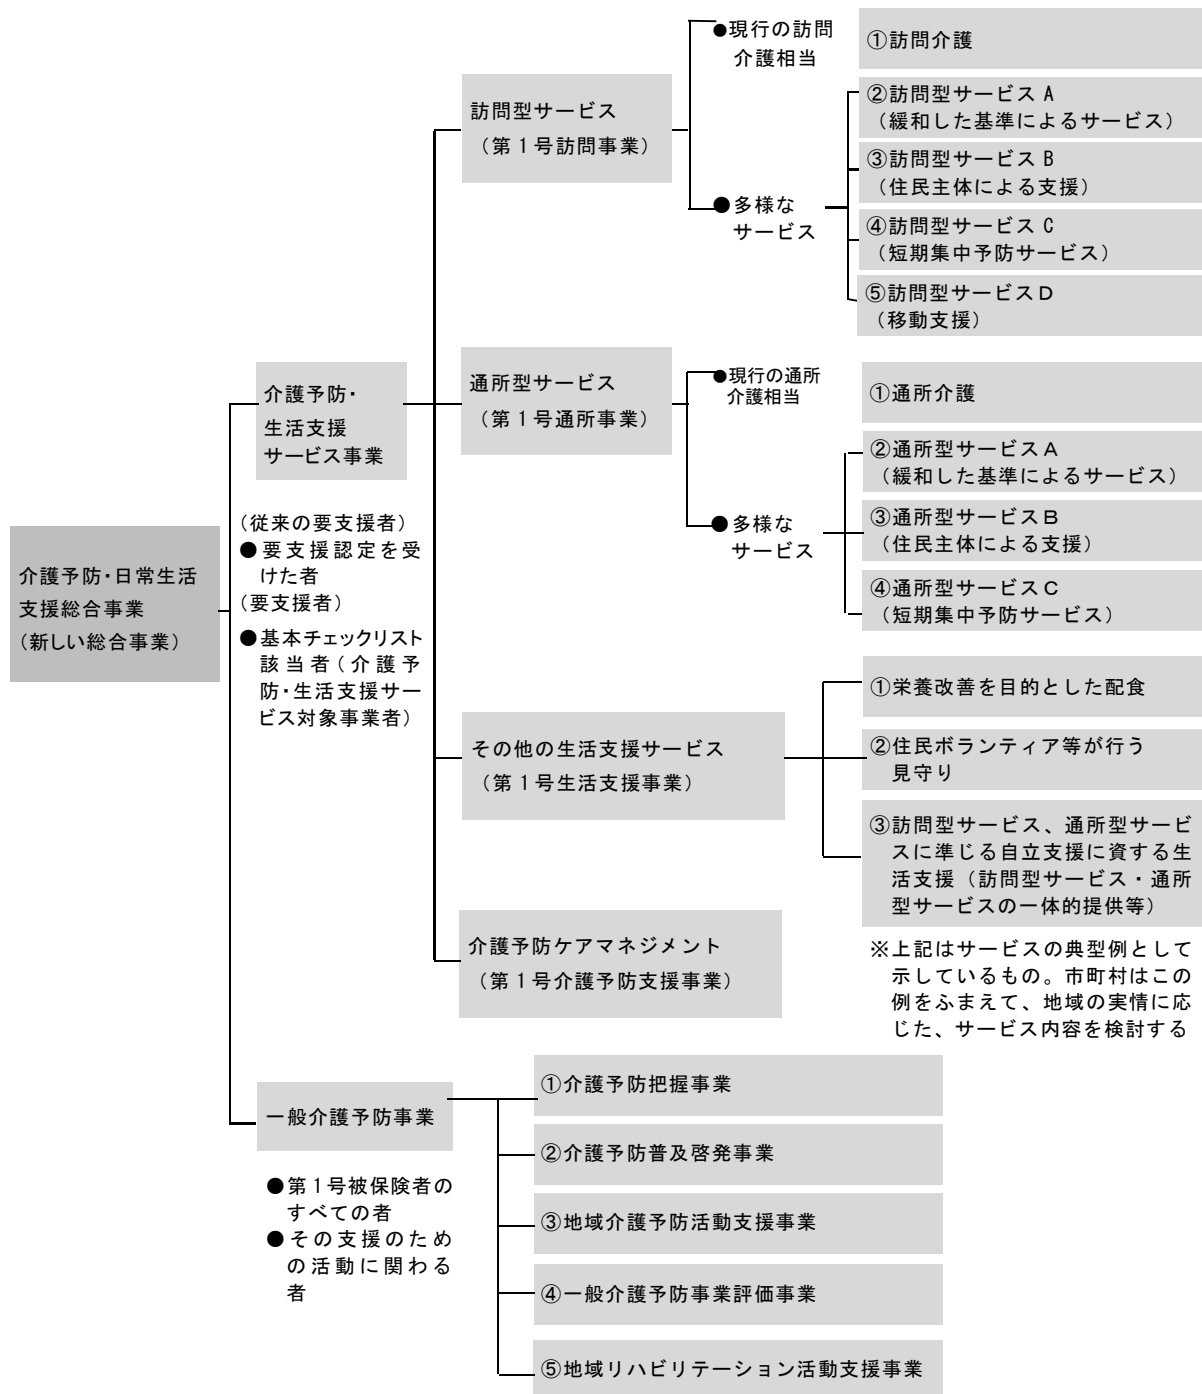 介護予防・日常生活
支援総合事業
（新しい総合事業）
介護予防・
生活支援
サービス事業
(従来の要支援者)
●要支援認定を受
けた者
(要支援者)
●基本チェックリスト
該当者（介護予
防・生活支援サー
ビス対象事業者）
訪問型サービス
（第１号訪問事業）
●現行の訪問
介護相当
①訪問介護
●多様な
サービス
②訪問型サービス A
（緩和した基準によるサービス）
③訪問型サービス B
（住民主体による支援）
④訪問型サービス C
（短期集中予防サービス）
⑤訪問型サービスＤ
（移動支援）
通所型サービス
（第１号通所事業）
●現行の通所
介護相当
①通所介護
●多様な
サービス
②通所型サービスＡ
（緩和した基準によるサービス）
③通所型サービスＢ
（住民主体による支援）
④通所型サービスＣ
（短期集中予防サービス）
その他の生活支援サービス
（第１号生活支援事業）
①栄養改善を目的とした配食
②住民ボランティア等が行う
見守り
③訪問型サービス、通所型サービ
スに準じる自立支援に資する生
活支援（訪問型サービス・通所
型サービスの一体的提供等）
介護予防ケアマネジメント
（第１号介護予防支援事業）
※上記はサービスの典型例として
示しているもの。市町村はこの
例をふまえて、地域の実情に応
じた、サービス内容を検討する
一般介護予防事業
●第１号被保険者の
すべての者
●その支援のため
の活動に関わる
者
①介護予防把握事業
②介護予防普及啓発事業
③地域介護予防活動支援事業
④一般介護予防事業評価事業
⑤地域リハビリテーション活動支援事業